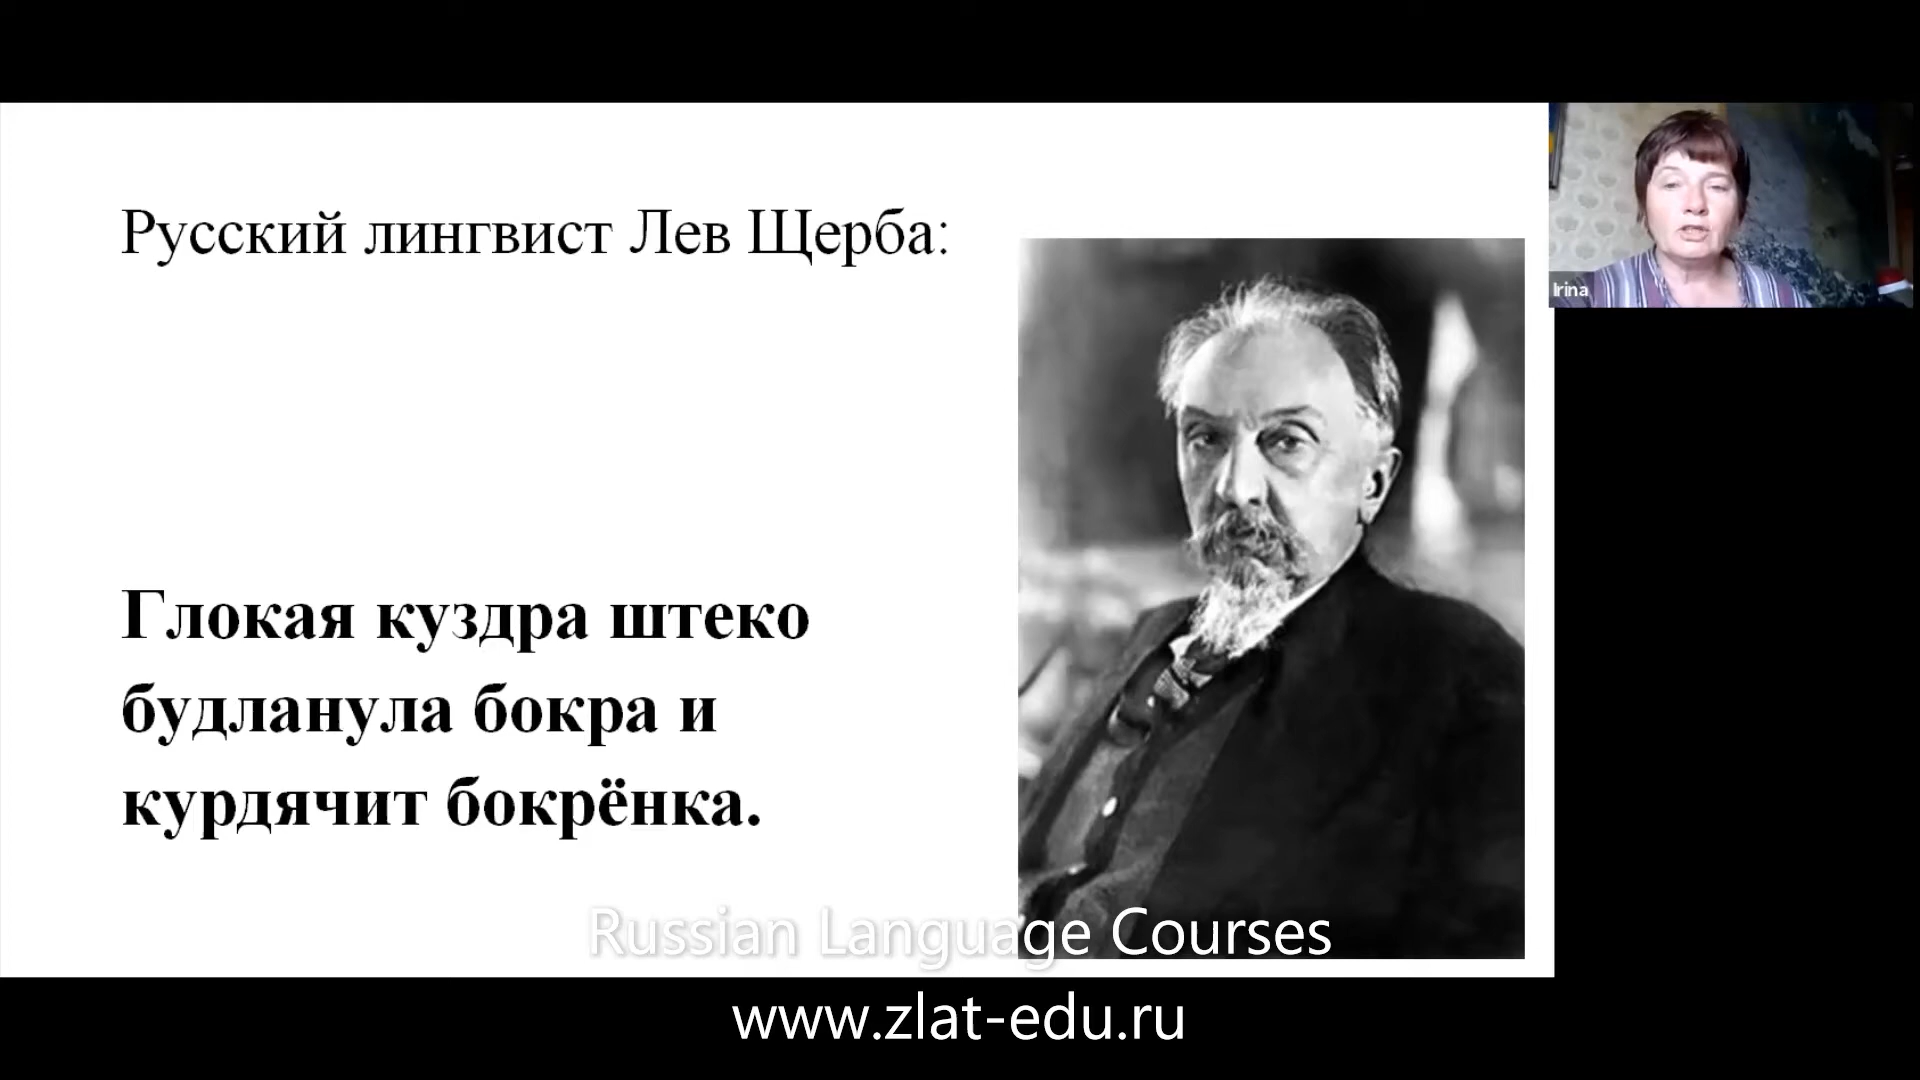 Русский лингвист Лев Щерба:
Irina
Глокая куздра штеко
будланула бокра и
курдячит бокрёнка.
Russian Language Courses
www.zlat-edu.ru